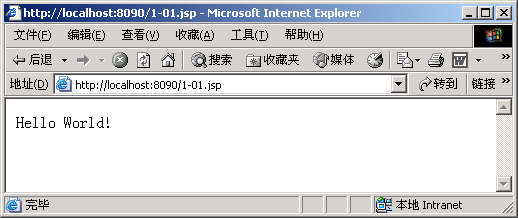 http://localhost:8090/1-01.jsp - Microsoft Internet Explorer
文件(F) 编辑(E) 查看(V) 收藏(A) 工具(T) 帮助(H)
后退 搜索 收藏夹 媒体 »
地址(D) http://localhost:8090/1-01.jsp 转到 链接 »
Hello World!
完毕 本地 Intranet